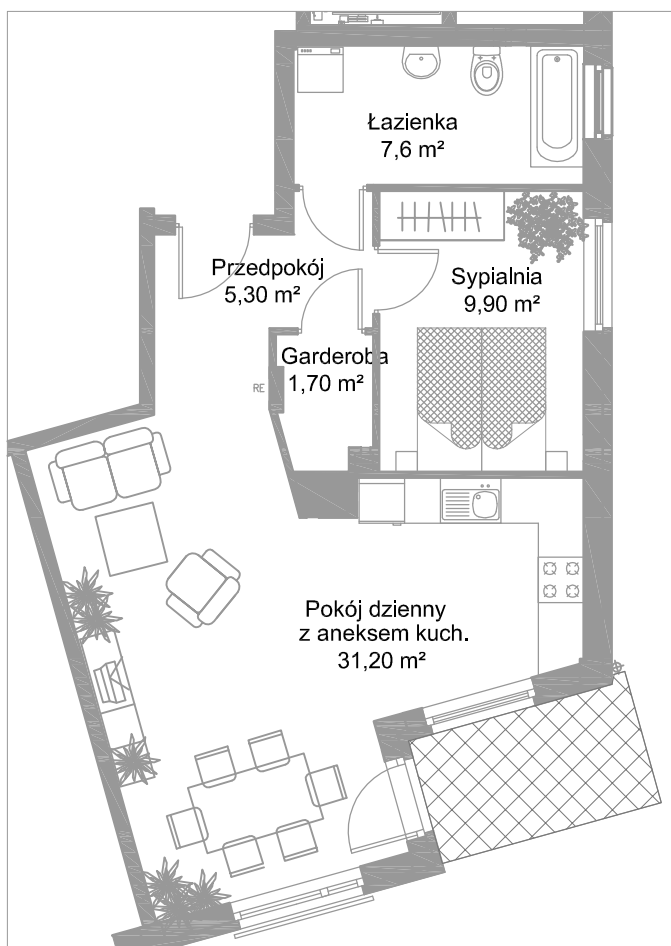 Łazienka
7,6 m²
Przedpokój
5,30 m²
Sypialnia
9,90 m²
Garderoba
1,70 m²
RE
Pokój dzienny
z aneksem kuch.
31,20 m²